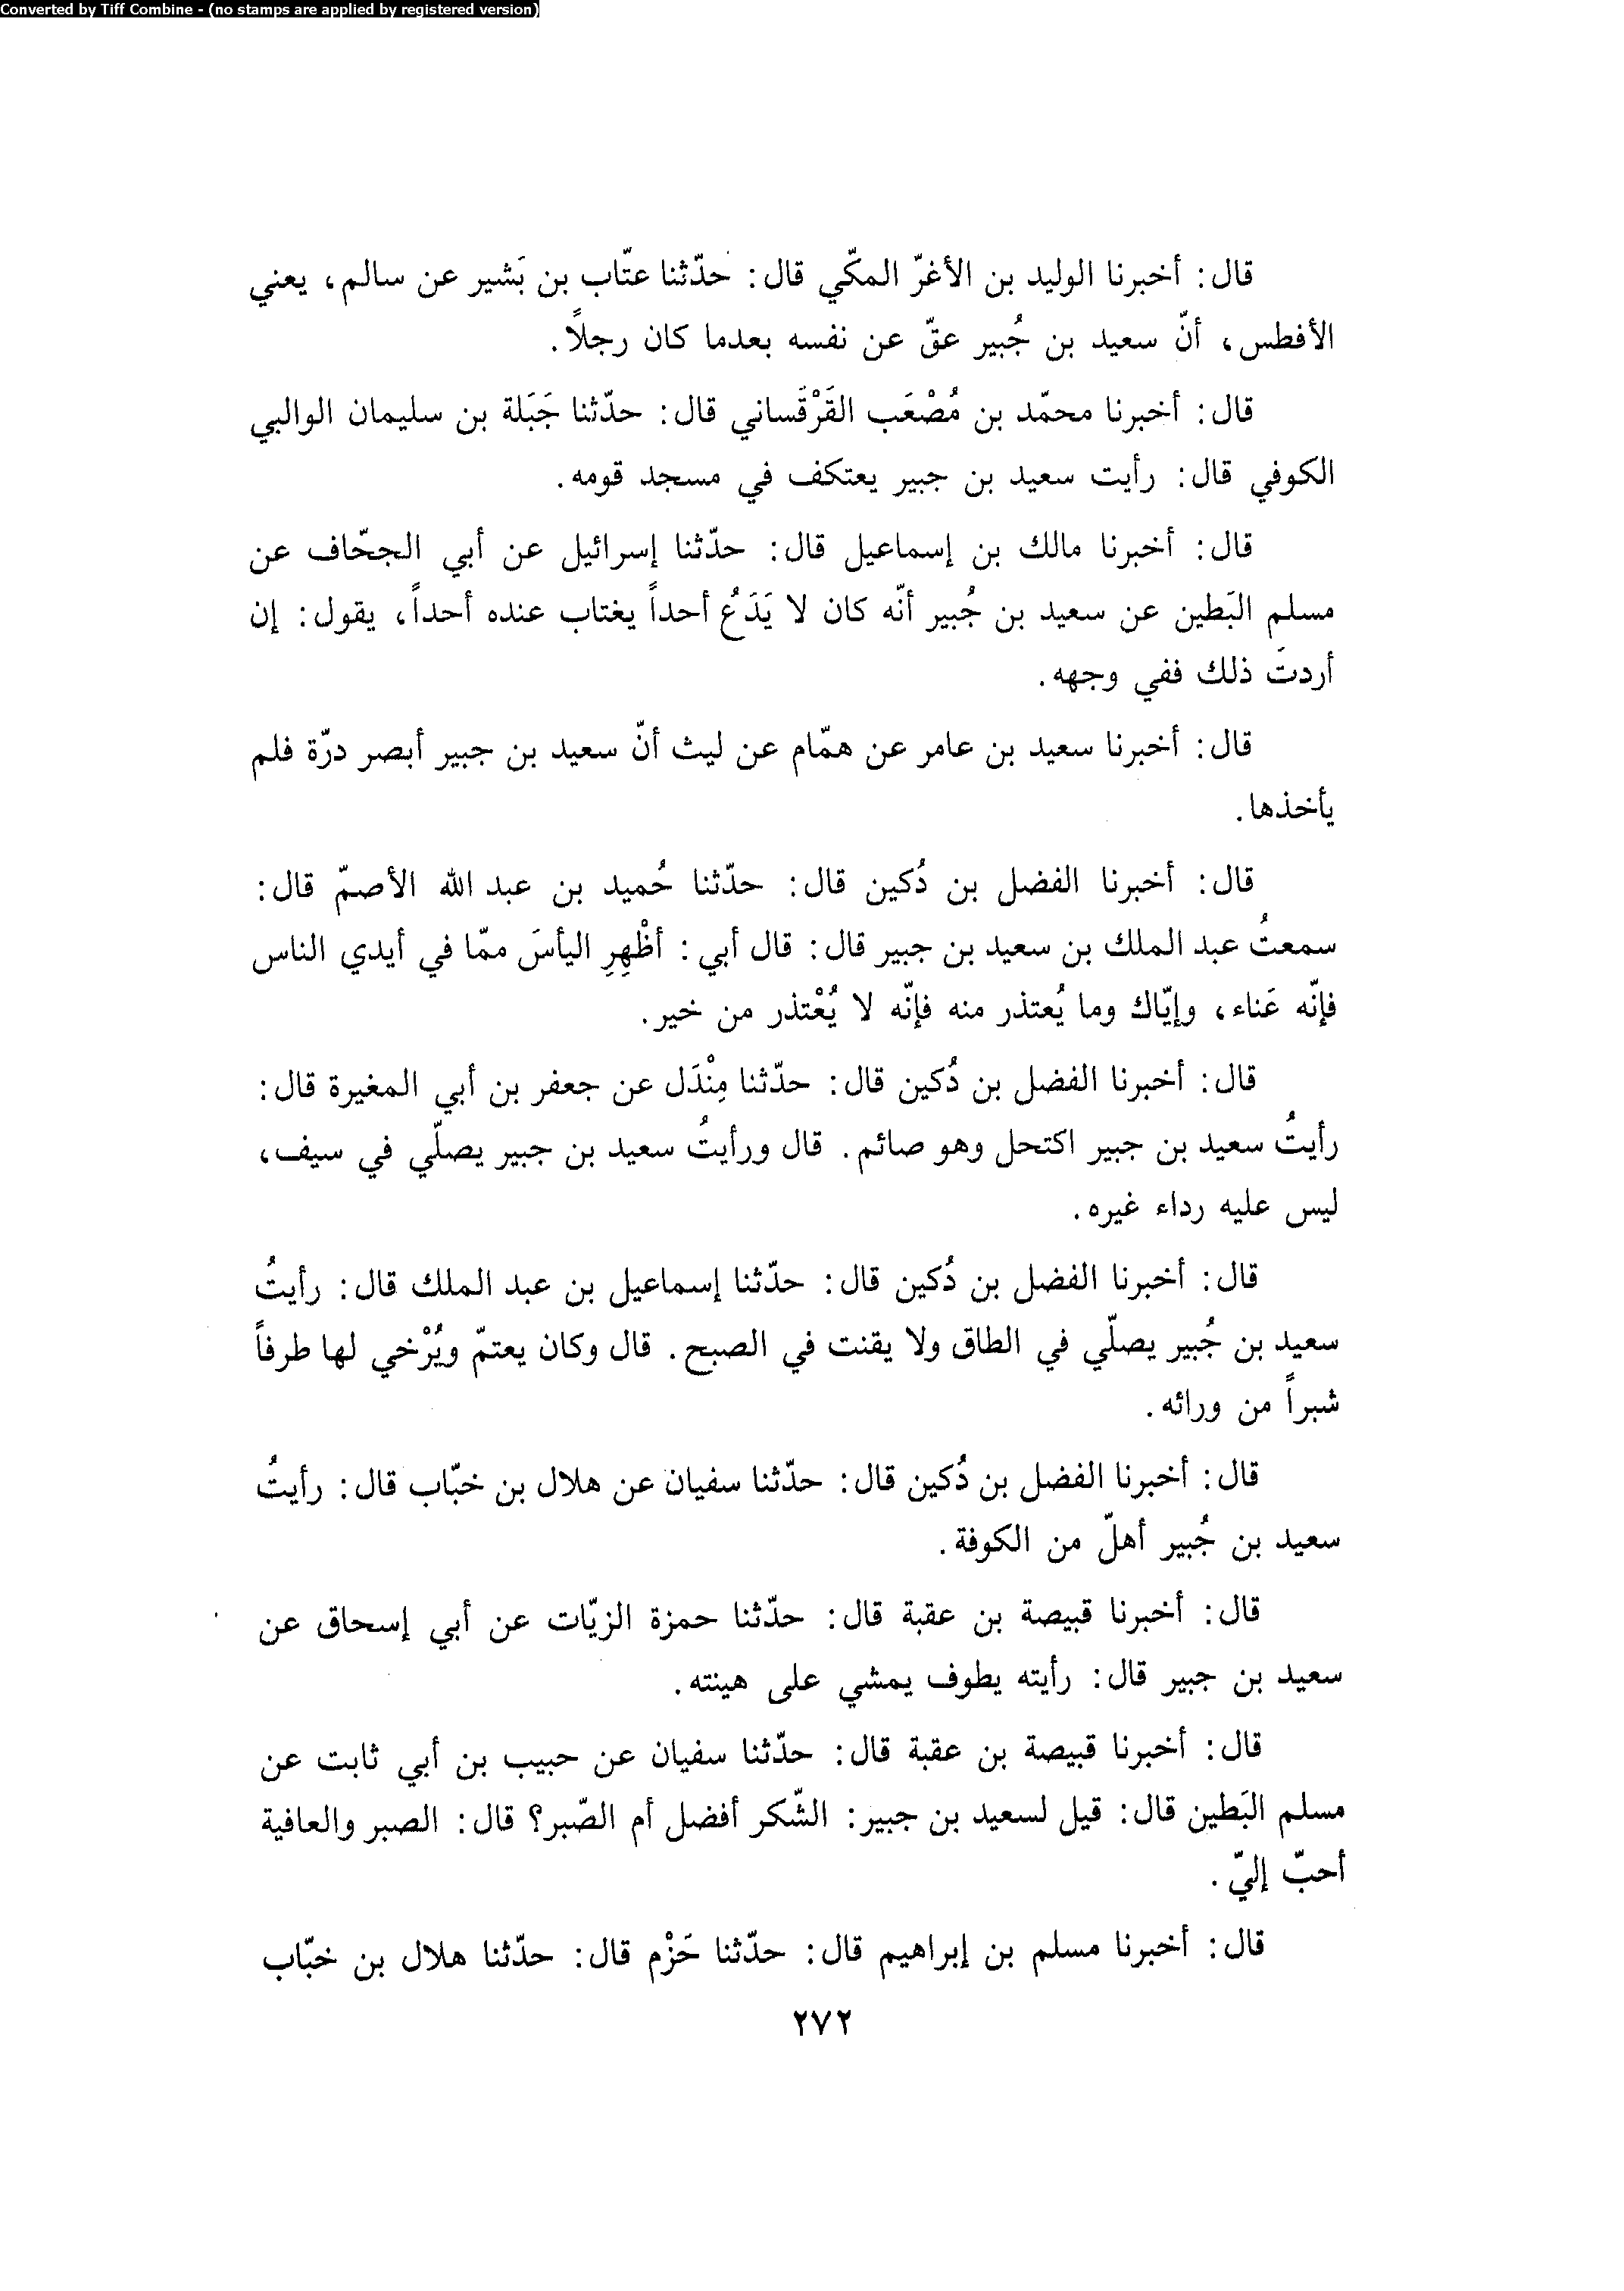 Converted by Tiff Combine - (no stamps are applied by registered version)
قال: أخبرنا الوليد بن الأغرّ المكّي قال: حدّثنا عتّاب بن بَشير عن سالم، يعني
الأفطس، أنّ سعيد بن جُبير عقّ عن نفسه بعدما كان رجلاً.
قال: أخبرنا محمّد بن مُصْعَب القَرْقَساني قال: حدّثنا جَبَلة بن سليمان الوالبي
الكوفي قال: رأيت سعيد بن جبير يعتكف في مسجد قومه.
قال: أخبرنا مالك بن إسماعيل قال: حدّثنا إسرائيل عن أبي الجحّاف عن
مسلم البَطين عن سعيد بن جُبير أنّه كان لا يَدَعُ أحداً يغتاب عنده أحداً، يقول: إن
أردتَ ذلك ففي وجهه.
قال: أخبرنا سعيد بن عامر عن همّام عن ليث أنّ سعيد بن جبير أبصر درّة فلم
يأخذها.
قال: أخبرنا الفضل بن دُكين قال: حدّثنا حُميد بن عبد الله الأصمّ قال:
سمعتُ عبد الملك بن سعيد بن جبير قال: قال أبي: أظْهِرِ اليأسَ ممّا في أيدي الناس
فإنّه عَناء، وإيّاك وما يُعتذر منه فإنّه لا يُعْتذر من خير.
قال: أخبرنا الفضل بن دُكين قال: حدّثنا مِنْدَل عن جعفر بن أبي المغيرة قال:
رأيتُ سعيد بن جبير اكتحل وهو صائم. قال ورأيتُ سعيد بن جبير يصلّي في سيف،
ليس عليه رداء غيره.
قال: أخبرنا الفضل بن دُكين قال: حدّثنا إسماعيل بن عبد الملك قال: رأيتُ
سعيد بن جُبير يصلّي في الطاق ولا يقنت في الصبح. قال وكان يعتمّ ويُرْخي لها طرفاً
شبراً من ورائه.
قال: أخبرنا الفضل بن دُكين قال: حدّثنا سفيان عن هلال بن خبّاب قال: رأيتُ
سعيد بن جُبير أهلّ من الكوفة.
قال: أخبرنا قبيصة بن عقبة قال: حدّثنا حمزة الزيّات عن أبي إسحاق عن
سعيد بن جبير قال: رأيته يطوف يمشي على هينته.
قال: أخبرنا قبيصة بن عقبة قال: حدّثنا سفيان عن حبيب بن أبي ثابت عن
مسلم البَطين قال: قيل لسعيد بن جبير: الشّكر أفضل أم الصّبر؟ قال: الصبر والعافية
أحبّ إليّ.
قال: أخبرنا مسلم بن إبراهيم قال: حدّثنا حَزْم قال: حدّثنا هلال بن خبّاب
٢٧٢